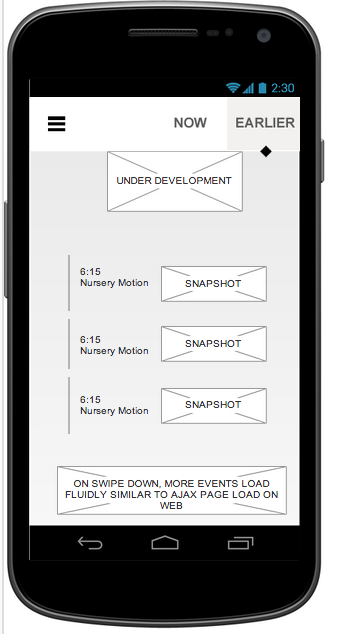 2:30
NOW EARLIER
UNDER DEVELOPMENT
6:15
Nursery Motion
SNAPSHOT
6:15
Nursery Motion
SNAPSHOT
6:15
Nursery Motion
SNAPSHOT
ON SWIPE DOWN, MORE EVENTS LOAD
FLUIDLY SIMILAR TO AJAX PAGE LOAD ON
WEB